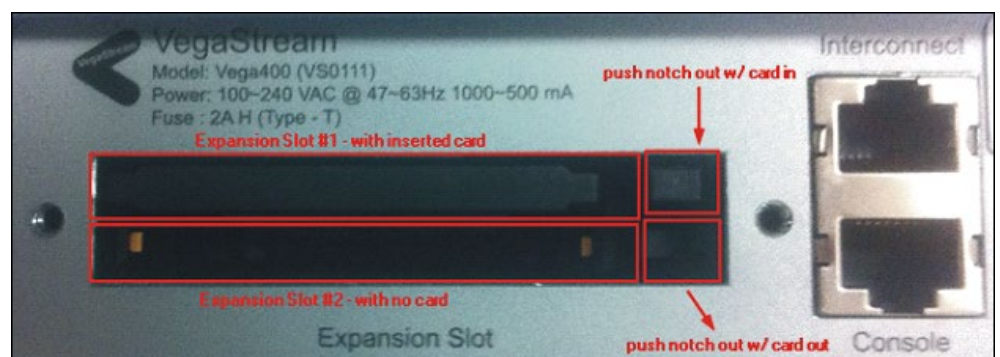 VegaStream
VegaStream
Interconnect
Model: Vega400 (VS0111)
push notch out w/ card in
Power: 100~240 VAC @ 47~63Hz 1000~500 mA
Fuse : 2A H (Type - T)
Expansion Slot #1 - with inserted card
Expansion Slot #2 - with no card
Expansion Slot
push notch out w/ card out
Console